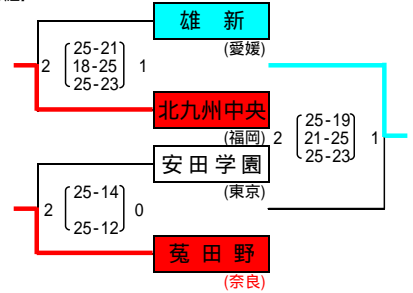 雄 新
(愛媛)
2 25-21 1
18-25
25-23
北九州中央
(福岡)
2 25-19 1
21-25
25-23
安田学園
(東京)
2 25-14 0
25-12
菟田野
(奈良)